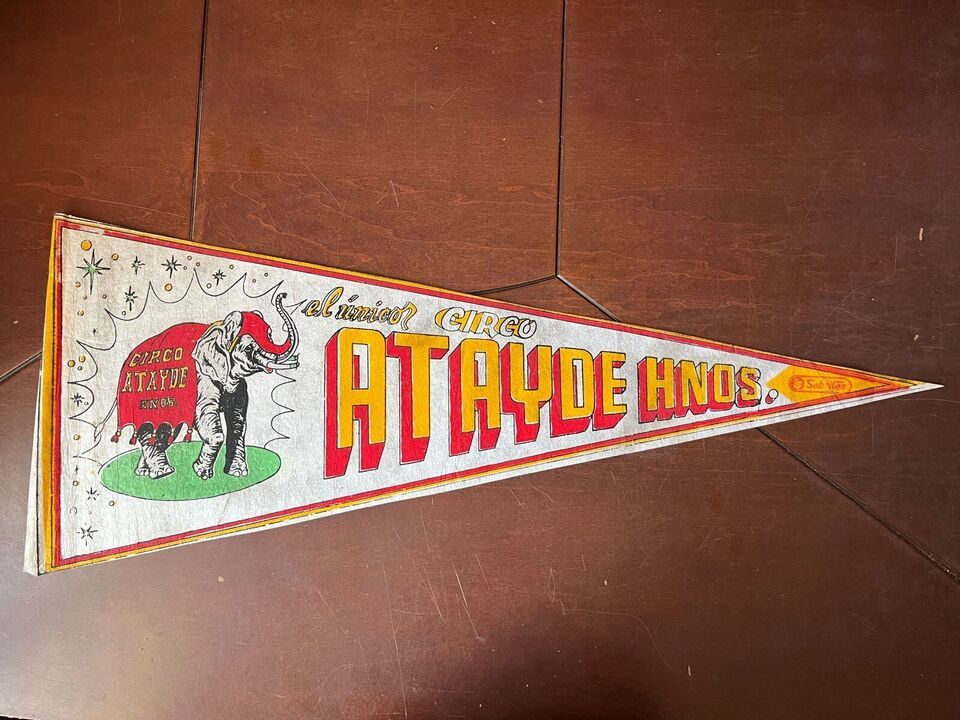 el único CIRCO
ATAYDE HNOS.
CIRCO
ATAYDE
HNOS.